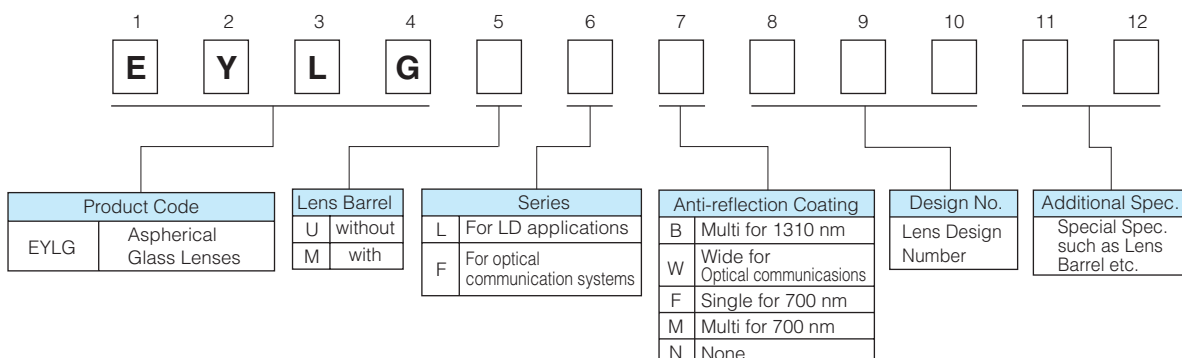 1 2 3 4 5 6 7 8 9 10 11 12
E Y L G
Product Code
EYLG Aspherical
Glass Lenses
Lens Barrel
U without
M with
Series
L For LD applications
F For optical
communication systems
Anti-reflection Coating
B Multi for 1310 nm
W Wide for
Optical communicasions
F Single for 700 nm
M Multi for 700 nm
N None
Design No.
Lens Design
Number
Additional Spec.
Special Spec.
such as Lens
Barrel etc.